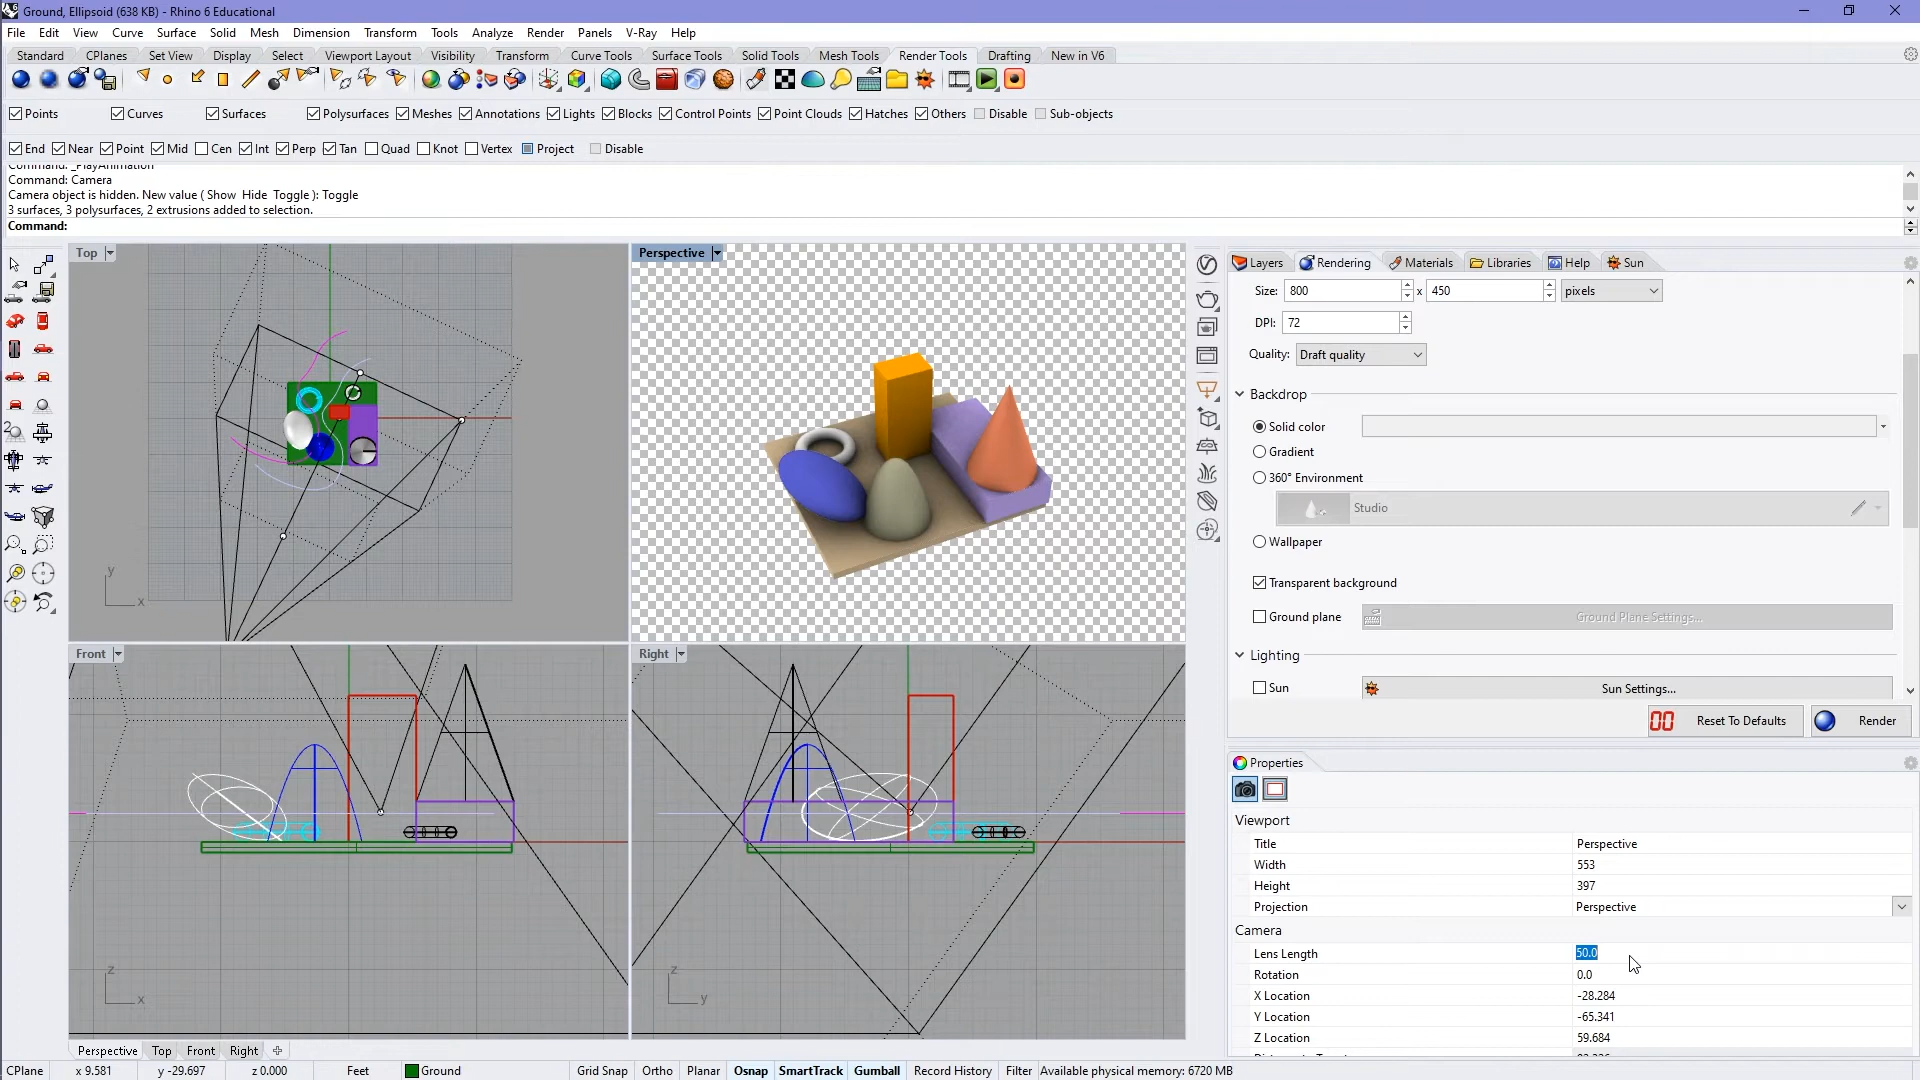 Ground, Ellipsoid (638 KB) - Rhino 6 Educational
File Edit View Curve Surface Solid Mesh Dimension Transform Tools Analyze Render Panels V-Ray Help
Standard CPlanes Set View Display Select Viewport Layout Visibility Transform Curve Tools Surface Tools Solid Tools Mesh Tools Render Tools Drafting New in V6
Points Curves Surfaces Polysurfaces Meshes Annotations Lights Blocks Control Points Point Clouds Hatches Others Disable Sub-objects
End Near Point Mid Cen Int Perp Tan Quad Knot Vertex Project Disable
Command: _PlayAnimation
Command: Camera
Camera object is hidden. New value ( Show Hide Toggle ): Toggle
3 surfaces, 3 polysurfaces, 2 extrusions added to selection.
Command:
Top
Perspective
Layers Rendering Materials Libraries Help Sun
Size: 800 x 450 pixels
DPI: 72
Quality: Draft quality
Backdrop
Solid color
Gradient
360° Environment
Studio
Wallpaper
Transparent background
Ground plane Ground Plane Settings...
Lighting
Sun Sun Settings...
Reset To Defaults Render
y
x
Front
Right
z
x
z
y
Properties
Viewport
Title Perspective
Width 553
Height 397
Projection Perspective
Camera
Lens Length 50.0
Rotation 0.0
X Location -28.284
Y Location -65.341
Z Location 59.684
Perspective Top Front Right
CPlane x 9.581 y -29.697 z 0.000 Feet Ground Grid Snap Ortho Planar Osnap SmartTrack Gumball Record History Filter Available physical memory: 6720 MB